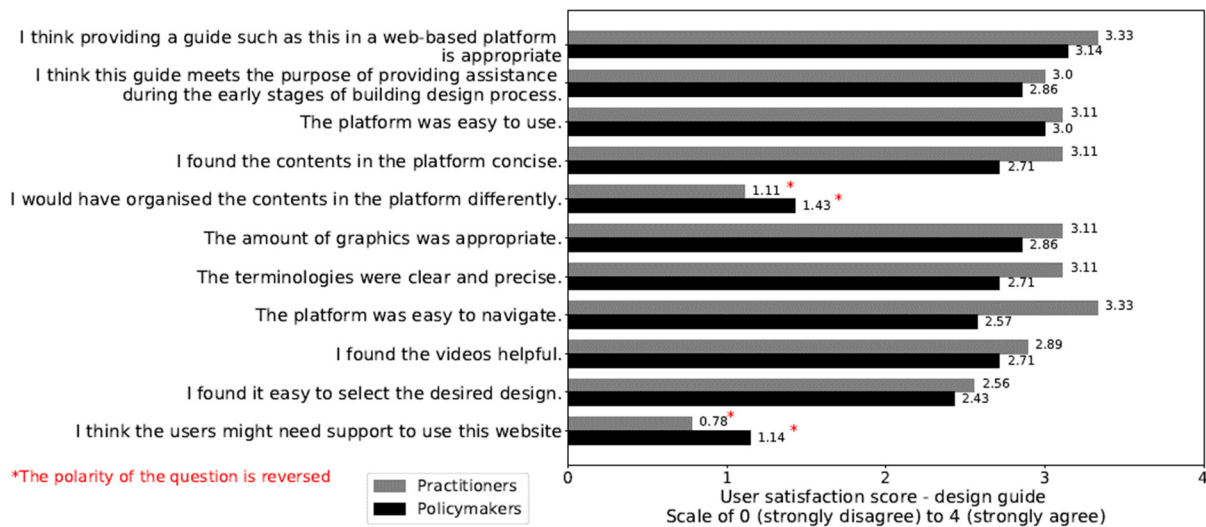 I think providing a guide such as this in a web-based platform
is appropriate
3.33
3.14
I think this guide meets the purpose of providing assistance
during the early stages of building design process.
3.0
2.86
The platform was easy to use.
3.11
3.0
I found the contents in the platform concise.
3.11
2.71
I would have organised the contents in the platform differently.
1.11 *
1.43 *
The amount of graphics was appropriate.
3.11
2.86
The terminologies were clear and precise.
3.11
2.71
The platform was easy to navigate.
3.33
2.57
I found the videos helpful.
2.89
2.71
I found it easy to select the desired design.
2.56
2.43
I think the users might need support to use this website
0.78*
1.14 *
*The polarity of the question is reversed
Practitioners
Policymakers
0 1 2 3 4
User satisfaction score - design guide
Scale of 0 (strongly disagree) to 4 (strongly agree)